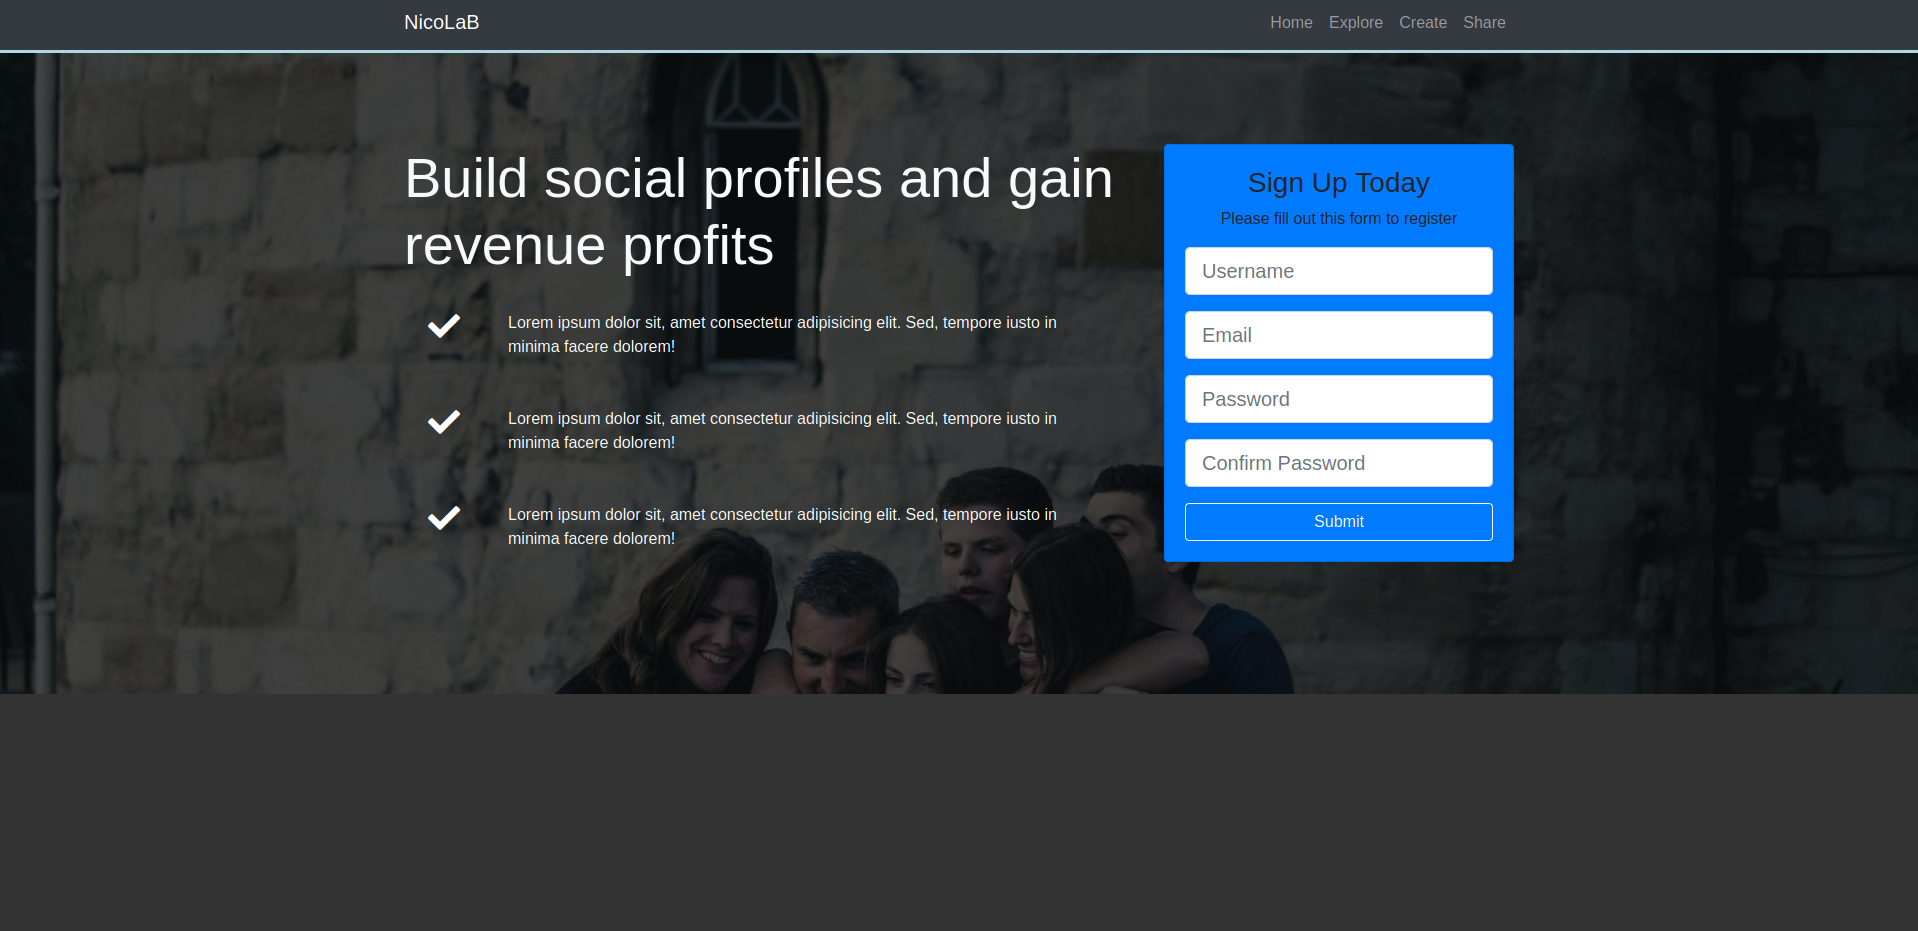 NicoLaB
Home Explore Create Share
Build social profiles and gain
revenue profits
Lorem ipsum dolor sit, amet consectetur adipisicing elit. Sed, tempore iusto in
minima facere dolorem!
Lorem ipsum dolor sit, amet consectetur adipisicing elit. Sed, tempore iusto in
minima facere dolorem!
Lorem ipsum dolor sit, amet consectetur adipisicing elit. Sed, tempore iusto in
minima facere dolorem!
Sign Up Today
Please fill out this form to register
Username
Email
Password
Confirm Password
Submit